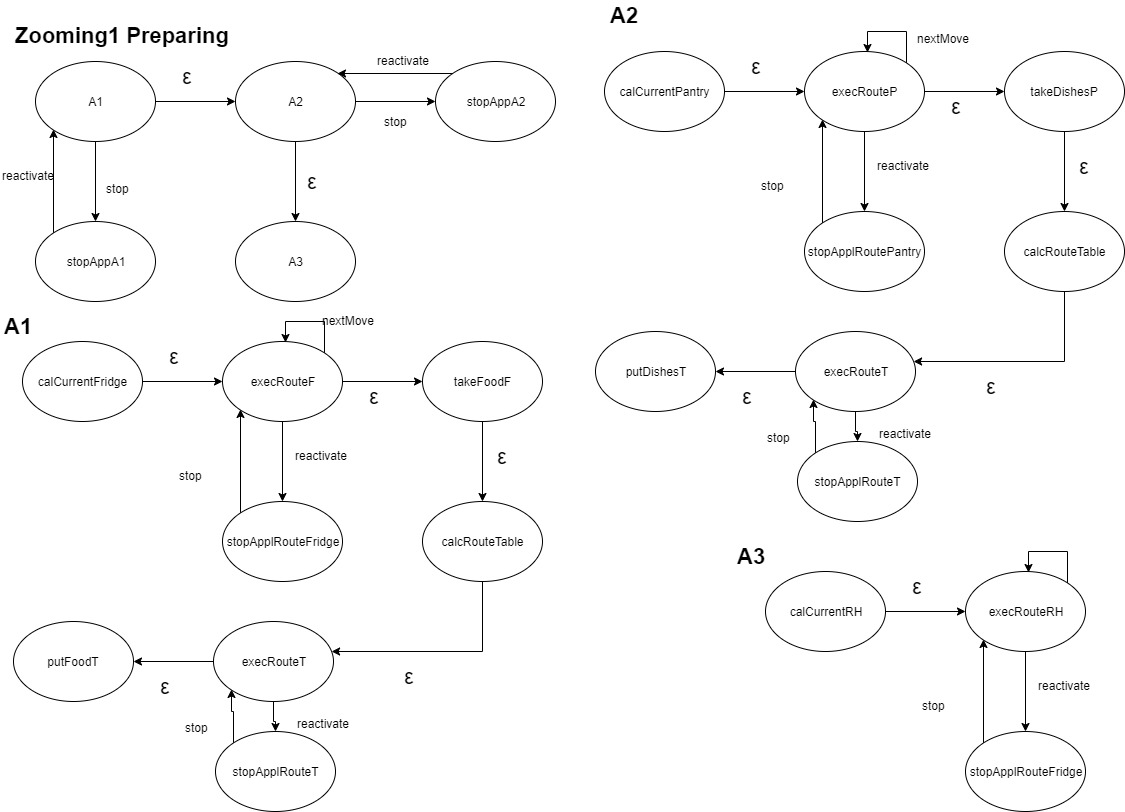 Zooming1 Preparing
A1
ε
A2
reactivate
stopAppA2
stop
reactivate
stop
ε
stopAppA1
A3
A2
nextMove
calCurrentPantry
ε
execRouteP
ε
takeDishesP
reactivate
stop
ε
stopApplRoutePantry
calcRouteTable
putDishesT
ε
execRouteT
ε
stop
reactivate
stopApplRouteT
A1
nextMove
calCurrentFridge
ε
execRouteF
ε
takeFoodF
reactivate
stop
ε
stopApplRouteFridge
calcRouteTable
putFoodT
ε
execRouteT
ε
stop
reactivate
stopApplRouteT
A3
calCurrentRH
ε
execRouteRH
reactivate
stop
stopApplRouteFridge